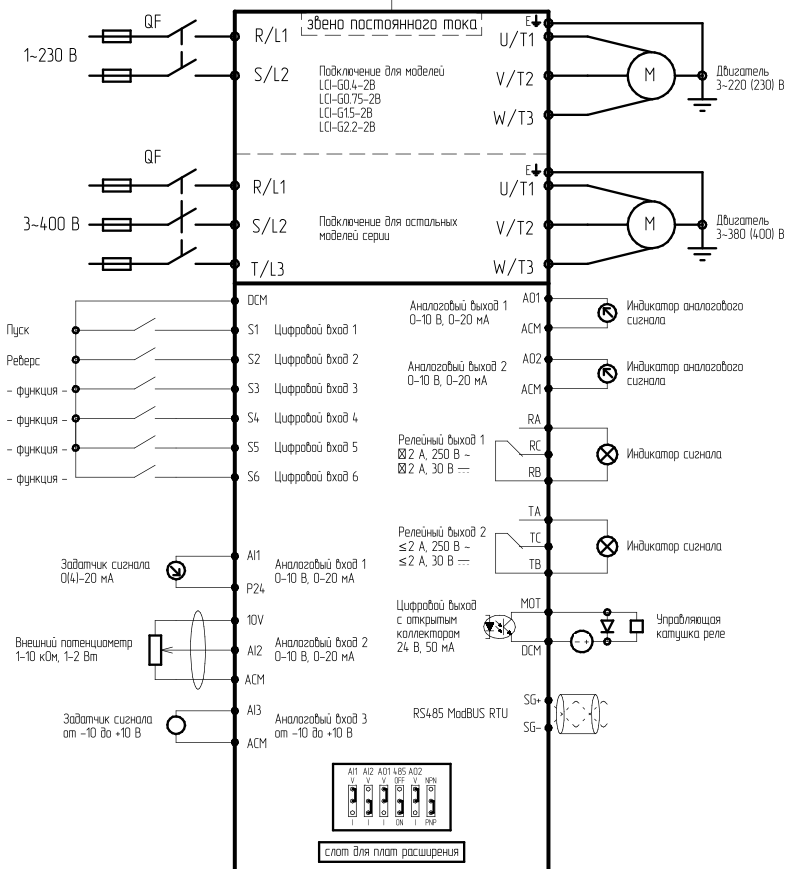 звено постоянного тока
QF
1~230 В
R/L1
S/L2
Подключение для моделей
LCI-G0.4-2B
LCI-G0.75-2B
LCI-G1.5-2B
LCI-G2.2-2B
E
U/T1
V/T2
W/T3
M
Двигатель
3~220 (230) В
QF
3~400 В
R/L1
S/L2
T/L3
Подключение для остальных
моделей серии
E
U/T1
V/T2
W/T3
M
Двигатель
3~380 (400) В
DCM
Пуск
S1 Цифровой вход 1
Реверс
S2 Цифровой вход 2
- функция -
S3 Цифровой вход 3
- функция -
S4 Цифровой вход 4
- функция -
S5 Цифровой вход 5
- функция -
S6 Цифровой вход 6
Задатчик сигнала
0(4)-20 мА
AI1
P24
Аналоговый вход 1
0-10 В, 0-20 мА
Внешний потенциометр
1-10 кОм, 1-2 Вт
10V
AI2
ACM
Аналоговый вход 2
0-10 В, 0-20 мА
Задатчик сигнала
от -10 до +10 В
AI3
ACM
Аналоговый вход 3
от -10 до +10 В
Аналоговый выход 1
0-10 В, 0-20 мА
AO1
ACM
Индикатор аналогового
сигнала
Аналоговый выход 2
0-10 В, 0-20 мА
AO2
ACM
Индикатор аналогового
сигнала
Релейный выход 1
☒2 А, 250 В ~
☒2 А, 30 В ⎓
RA
RC
RB
Индикатор сигнала
Релейный выход 2
≤2 А, 250 В ~
≤2 А, 30 В ⎓
TA
TC
TB
Индикатор сигнала
Цифровой выход
с открытым
коллектором
24 В, 50 мА
MOT
DCM
- +
Управляющая
катушка реле
RS485 ModBUS RTU
SG+
SG-
AI1 AI2 AO1 485 AO2
V V V OFF V NPN
I I I ON I PNP
слот для плат расширения